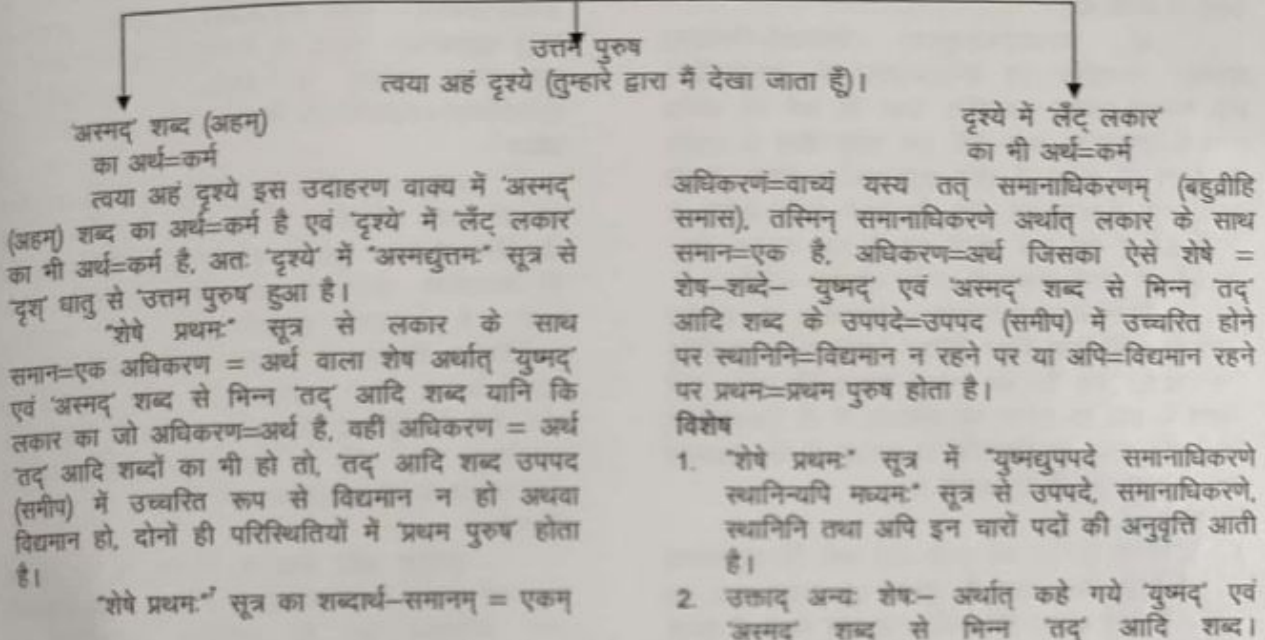 उत्तम पुरुष
त्वया अहं दृश्ये (तुम्हारे द्वारा मैं देखा जाता हूँ)।
'अस्मद्' शब्द (अहम्)
का अर्थ=कर्म
त्वया अहं दृश्ये इस उदाहरण वाक्य में 'अस्मद्'
(अहम्) शब्द का अर्थ=कर्म है एवं 'दृश्ये' में 'लँट् लकार'
का भी अर्थ=कर्म है, अतः 'दृश्ये' में "अस्मद्युत्तमः" सूत्र से
'दृश्' धातु से 'उत्तम पुरुष' हुआ है।
"शेषे प्रथमः" सूत्र से लकार के साथ
समान=एक अधिकरण = अर्थ वाला शेष अर्थात् 'युष्मद्'
एवं 'अस्मद्' शब्द से भिन्न 'तद्' आदि शब्द यानि कि
लकार का जो अधिकरण=अर्थ है, वहीं अधिकरण = अर्थ
'तद्' आदि शब्दों का भी हो तो, 'तद्' आदि शब्द उपपद
(समीप) में उच्चरित रूप से विद्यमान न हो अथवा
विद्यमान हो, दोनों ही परिस्थितियों में 'प्रथम पुरुष' होता
है।
"शेषे प्रथमः" सूत्र का शब्दार्थ–समानम् = एकम्
दृश्ये में 'लँट् लकार'
का भी अर्थ=कर्म
अधिकरणं=वाच्यं यस्य तत् समानाधिकरणम् (बहुव्रीहि
समास), तस्मिन् समानाधिकरणे अर्थात् लकार के साथ
समान=एक है, अधिकरण=अर्थ जिसका ऐसे शेषे =
शेष–शब्दे– 'युष्मद्' एवं 'अस्मद्' शब्द से भिन्न 'तद्'
आदि शब्द के उपपदे=उपपद (समीप) में उच्चरित होने
पर स्थानिनि=विद्यमान न रहने पर या अपि=विद्यमान रहने
पर प्रथमः=प्रथम पुरुष होता है।
विशेष
1. "शेषे प्रथमः" सूत्र में "युष्मद्युपपदे समानाधिकरणे
स्थानिन्यपि मध्यमः" सूत्र से उपपदे, समानाधिकरणे,
स्थानिनि तथा अपि इन चारों पदों की अनुवृत्ति आती
है।
2. उक्ताद् अन्यः शेषः– अर्थात् कहे गये 'युष्मद्' एवं
'अस्मद्' शब्द से भिन्न 'तद्' आदि शब्द।